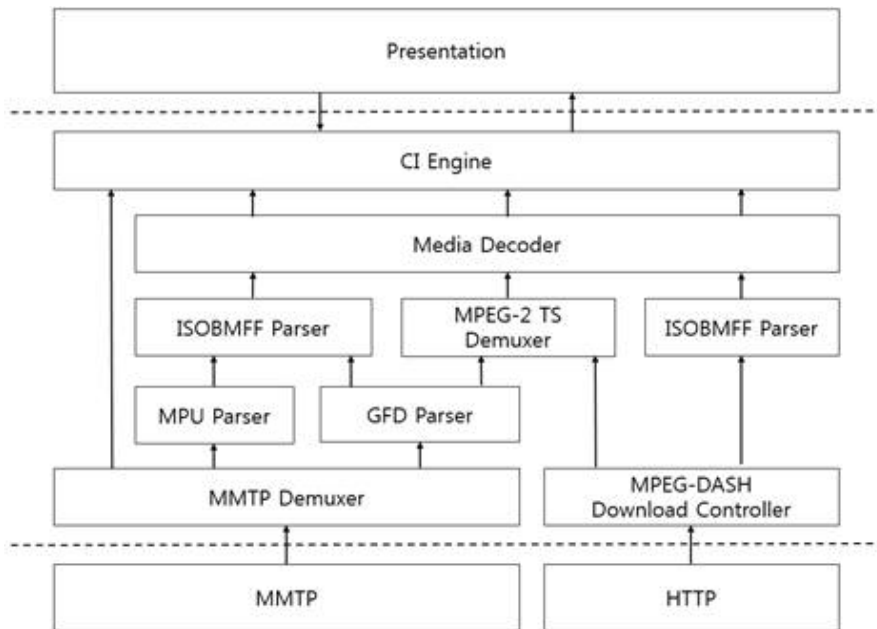 Presentation
CI Engine
Media Decoder
ISOBMFF Parser
MPEG-2 TS
Demuxer
ISOBMFF Parser
MPU Parser
GFD Parser
MMTP Demuxer
MPEG-DASH
Download Controller
MMTP
HTTP